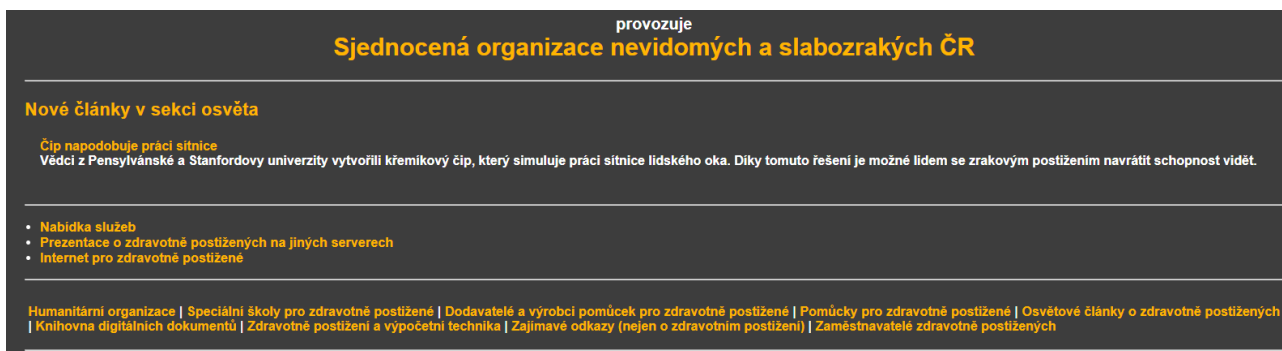 provozuje
Sjednocená organizace nevidomých a slabozrakých ČR
Nové články v sekci osvěta
Čip napodobuje práci sítnice
Vědci z Pensylvánské a Stanfordovy univerzity vytvořili křemíkový čip, který simuluje práci sítnice lidského oka. Díky tomuto řešení je možné lidem se zrakovým postižením navrátit schopnost vidět.
• Nabídka služeb
• Prezentace o zdravotně postižených na jiných serverech
• Internet pro zdravotně postižené
Humanitární organizace | Speciální školy pro zdravotně postižené | Dodavatelé a výrobci pomůcek pro zdravotně postižené | Pomůcky pro zdravotně postižené | Osvětové články o zdravotně postižených
| Knihovna digitálních dokumentů | Zdravotně postižení a výpočetní technika | Zajímavé odkazy (nejen o zdravotním postižení) | Zaměstnavatelé zdravotně postižených